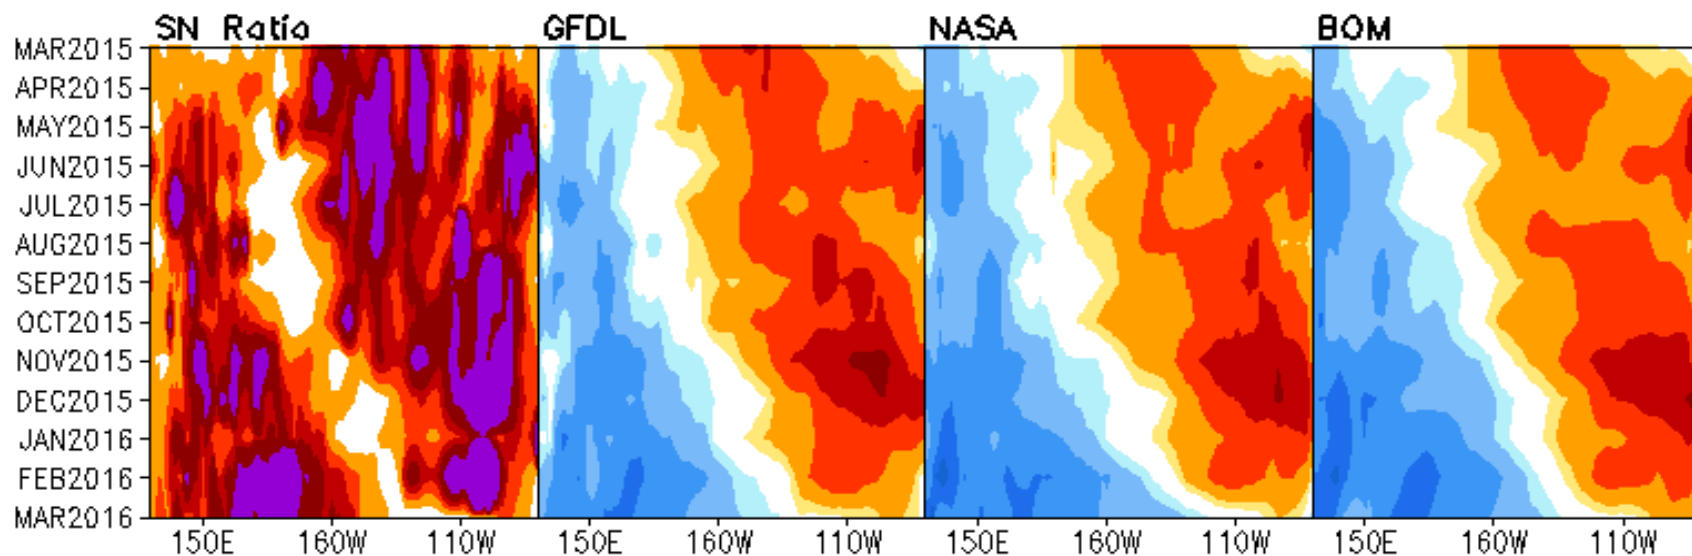 SN Ratio GFDL NASA BOM
MAR2015
APR2015
MAY2015
JUN2015
JUL2015
AUG2015
SEP2015
OCT2015
NOV2015
DEC2015
JAN2016
FEB2016
MAR2016
150E 160W 110W 150E 160W 110W 150E 160W 110W 150E 160W 110W